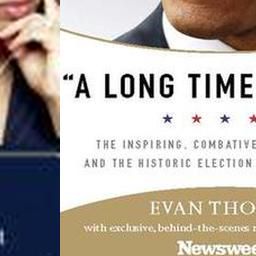 "A LONG TIME
THE INSPIRING, COMBATIVE
AND THE HISTORIC ELECTION
EVAN THO
with exclusive, behind-the-scenes r
Newswee